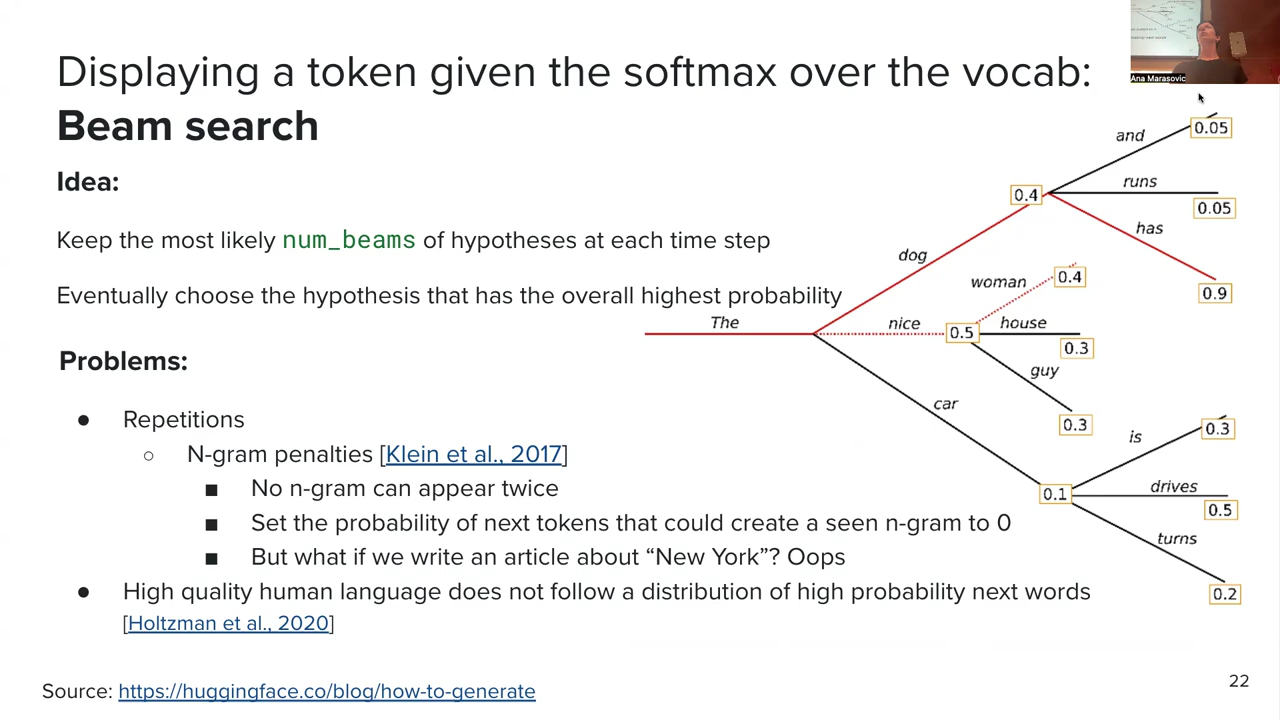 Displaying a token given the softmax over the vocab:
Beam search
Idea:
Keep the most likely num_beams of hypotheses at each time step
Eventually choose the hypothesis that has the overall highest probability
Problems:
● Repetitions
○ N-gram penalties [Klein et al., 2017]
■ No n-gram can appear twice
■ Set the probability of next tokens that could create a seen n-gram to 0
■ But what if we write an article about “New York”? Oops
● High quality human language does not follow a distribution of high probability next words
[Holtzman et al., 2020]
Source: https://huggingface.co/blog/how-to-generate
22
Ana Marasovic
The
dog
0.4
and
0.05
runs
0.05
has
0.9
nice
0.5
woman
0.4
house
0.3
guy
0.3
car
0.1
is
0.3
drives
0.5
turns
0.2